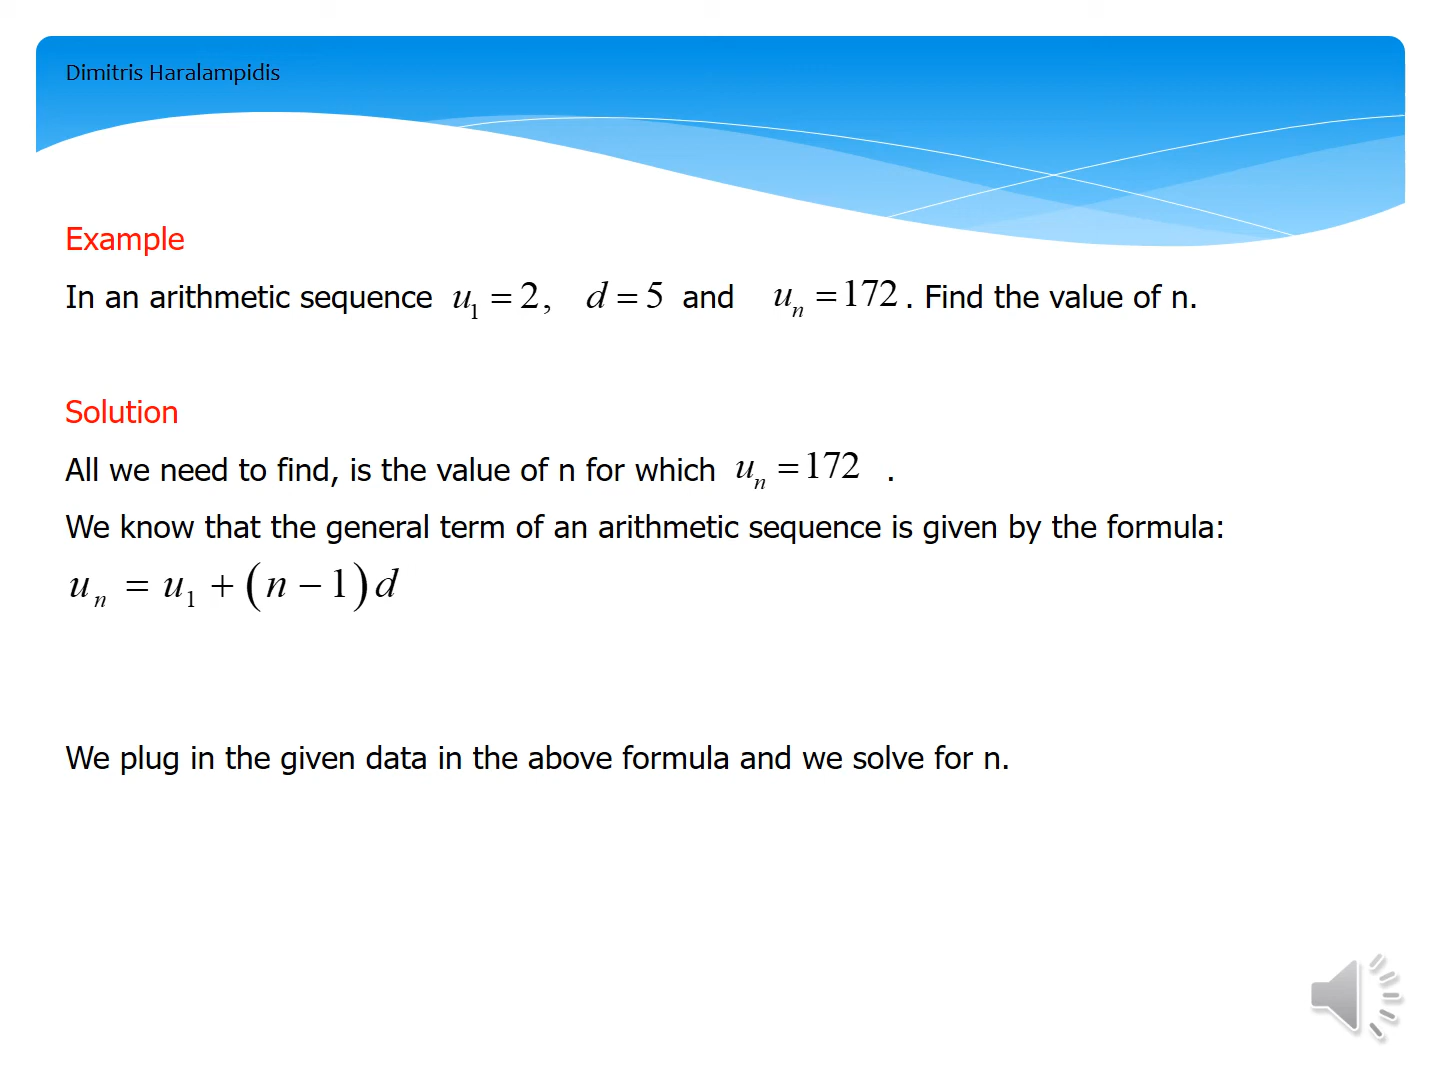 Dimitris Haralampidis
Example
In an arithmetic sequence u₁ = 2, d = 5 and uₙ = 172. Find the value of n.
Solution
All we need to find, is the value of n for which uₙ = 172 .
We know that the general term of an arithmetic sequence is given by the formula:
uₙ = u₁ + (n − 1)d
We plug in the given data in the above formula and we solve for n.